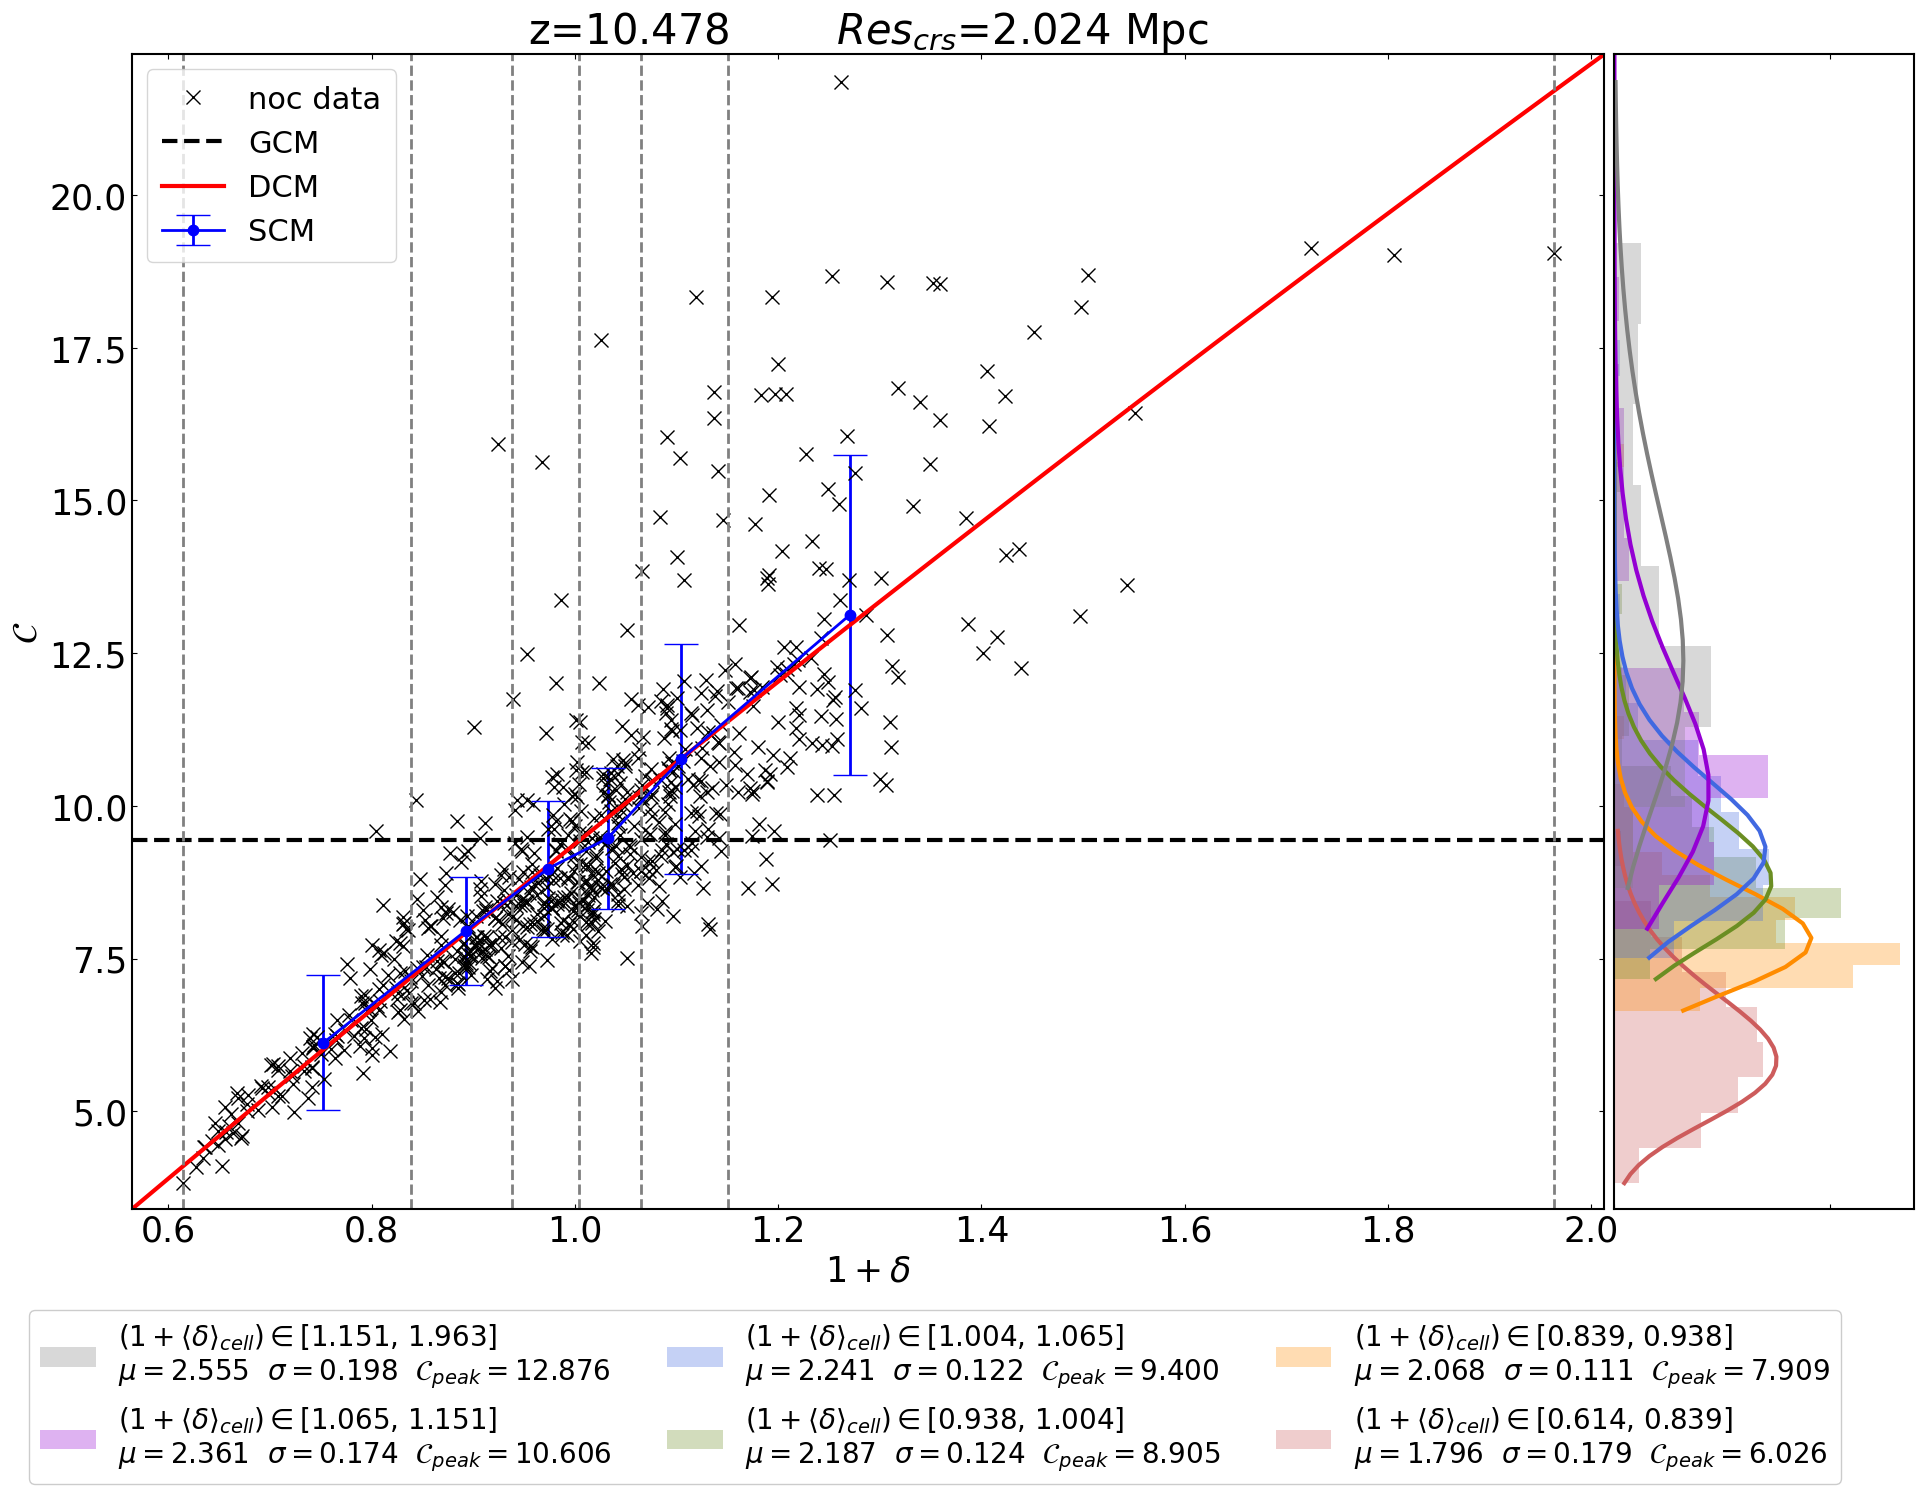 z=10.478 Res_crs=2.024 Mpc
noc data
GCM
DCM
SCM
20.0
17.5
15.0
12.5
10.0
7.5
5.0
𝒞
0.6 0.8 1.0 1.2 1.4 1.6 1.8 2.0
1 + δ
(1 + ⟨δ⟩_cell) ∈ [1.151, 1.963]
μ = 2.555 σ = 0.198 𝒞_peak = 12.876
(1 + ⟨δ⟩_cell) ∈ [1.065, 1.151]
μ = 2.361 σ = 0.174 𝒞_peak = 10.606
(1 + ⟨δ⟩_cell) ∈ [1.004, 1.065]
μ = 2.241 σ = 0.122 𝒞_peak = 9.400
(1 + ⟨δ⟩_cell) ∈ [0.938, 1.004]
μ = 2.187 σ = 0.124 𝒞_peak = 8.905
(1 + ⟨δ⟩_cell) ∈ [0.839, 0.938]
μ = 2.068 σ = 0.111 𝒞_peak = 7.909
(1 + ⟨δ⟩_cell) ∈ [0.614, 0.839]
μ = 1.796 σ = 0.179 𝒞_peak = 6.026